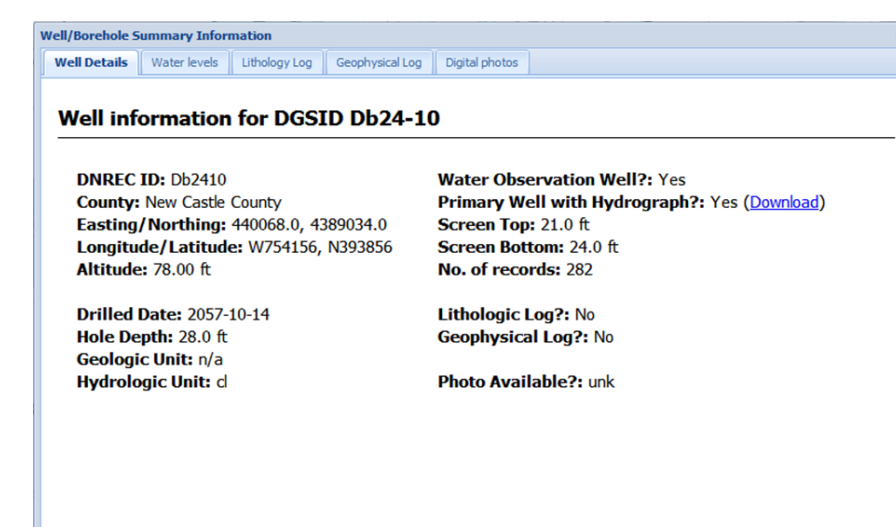 Well/Borehole Summary Information
Well Details Water levels Lithology Log Geophysical Log Digital photos
Well information for DGSID Db24-10
DNREC ID: Db2410
County: New Castle County
Easting/Northing: 440068.0, 4389034.0
Longitude/Latitude: W754156, N393856
Altitude: 78.00 ft
Drilled Date: 2057-10-14
Hole Depth: 28.0 ft
Geologic Unit: n/a
Hydrologic Unit: cl
Water Observation Well?: Yes
Primary Well with Hydrograph?: Yes (Download)
Screen Top: 21.0 ft
Screen Bottom: 24.0 ft
No. of records: 282
Lithologic Log?: No
Geophysical Log?: No
Photo Available?: unk